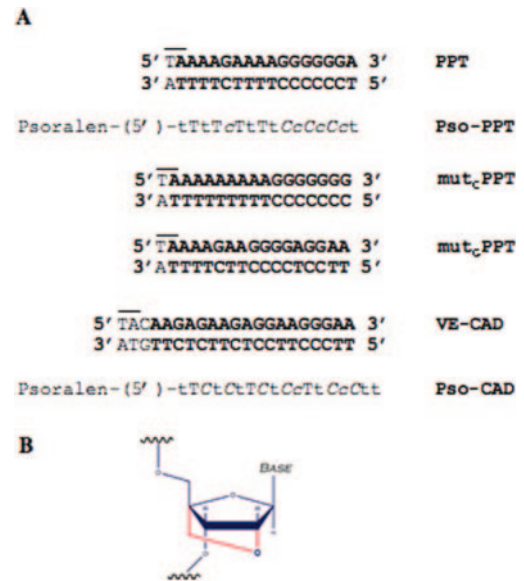 A
5' TAAAAGAAAAGGGGGGA 3' PPT
3' ATTTTCTTTTCCCCCCT 5'
Psoralen-(5')-tTtTcTtTtCcCcCct Pso-PPT
5' TAAAAAAAAAGGGGGGG 3' mutCPPT
3' ATTTTTTTTTCCCCCCC 5'
5' TAAAAGAAGGGGAGGAA 3' mutGPPT
3' ATTTTCTTCCCCTCCTT 5'
5' TACAAGAGAAGAGGAAGGGAA 3' VE-CAD
3' ATGTTCTCTTCTCCTTCCCTT 5'
Psoralen-(5')-tTCtCtTCtCcTtCcCtt Pso-CAD
B
BASE
O
O
O
O